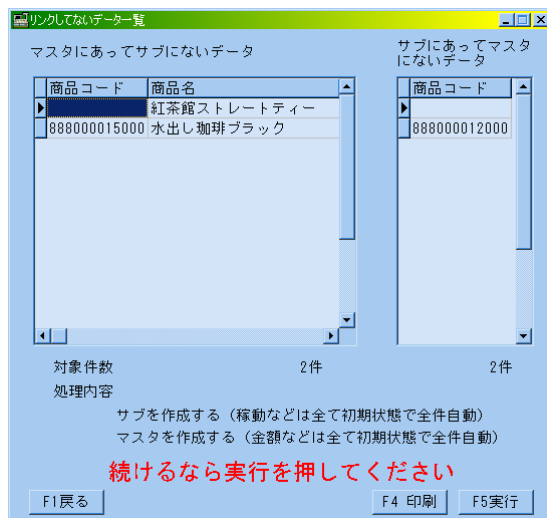 リンクしてないデータ一覧
マスタにあってサブにないデータ
サブにあってマスタ
にないデータ
商品コード 商品名
紅茶館ストレートティー
888000015000 水出し珈琲ブラック
商品コード
888000012000
対象件数 2件 2件
処理内容
サブを作成する（稼動などは全て初期状態で全件自動）
マスタを作成する（金額などは全て初期状態で全件自動）
続けるなら実行を押してください
F1戻る F4 印刷 F5実行